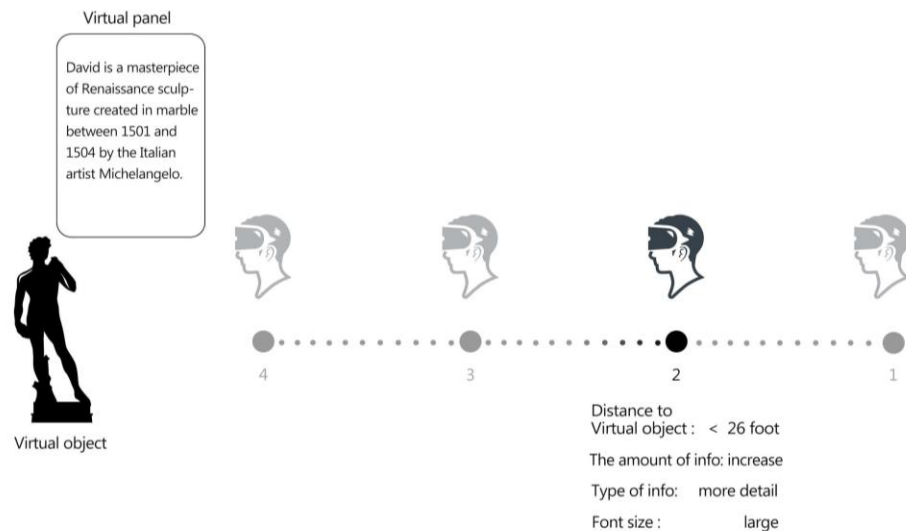 Virtual panel
David is a masterpiece
of Renaissance sculp-
ture created in marble
between 1501 and
1504 by the Italian
artist Michelangelo.
4 3 2 1
Virtual object
Distance to
Virtual object : < 26 foot
The amount of info: increase
Type of info: more detail
Font size : large